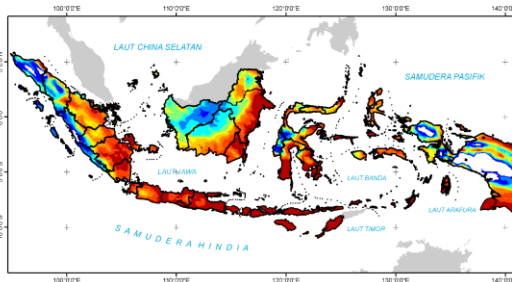 100°0'0"E 110°0'0"E 120°0'0"E 130°0'0"E 140°0'
LAUT CHINA SELATAN
SAMUDERA PASIFIK
LAUT JAWA
LAUT BANDA
LAUT ARAFURA
LAUT TIMOR
SAMUDERA HINDIA
100°0'0"E 110°0'0"E 120°0'0"E 130°0'0"E 140°0'